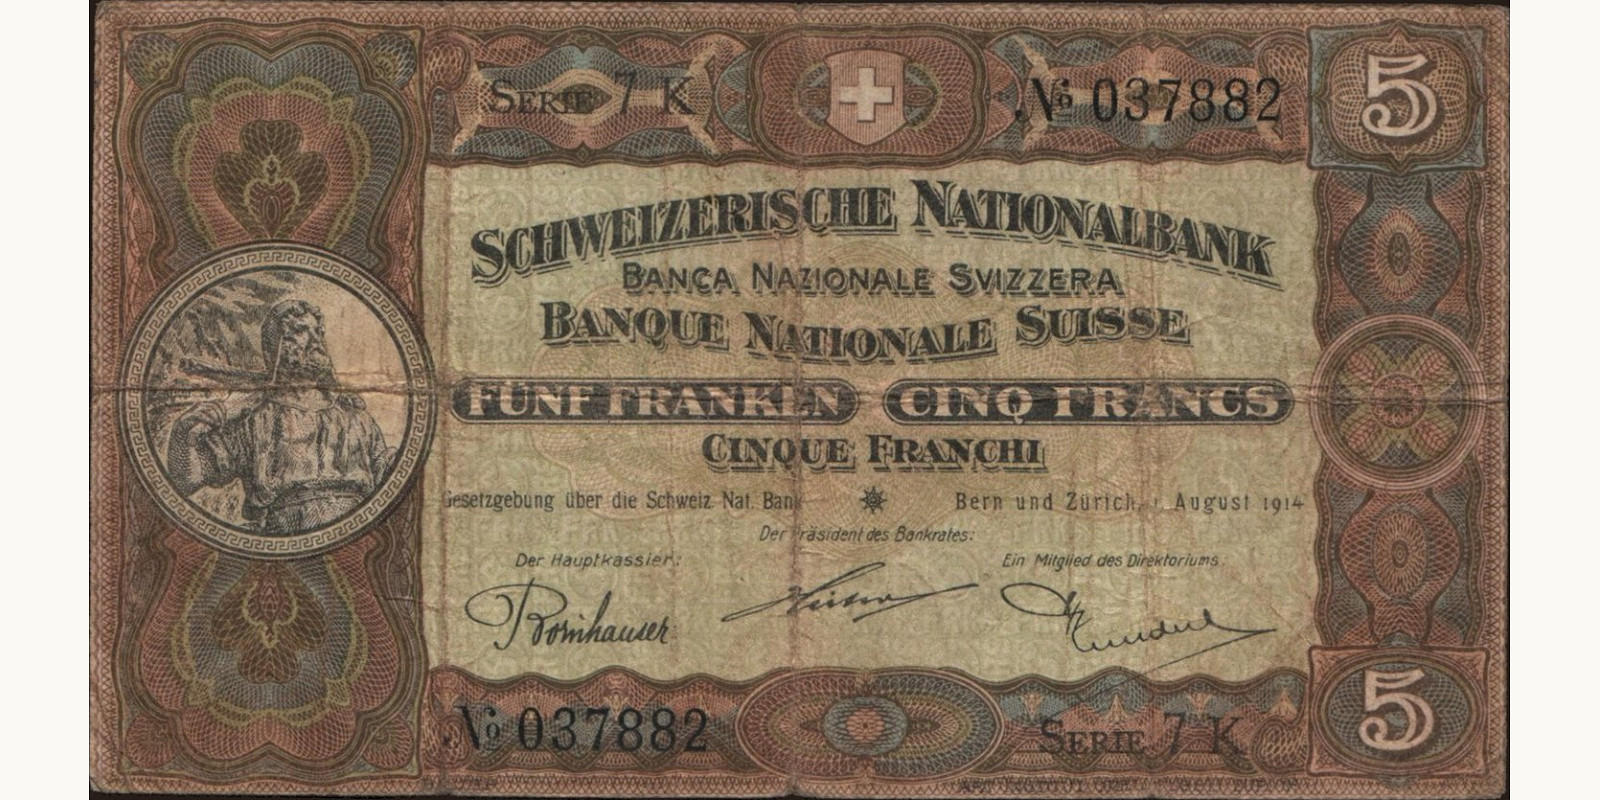 SERIE 7 K
No 037882
5
SCHWEIZERISCHE NATIONALBANK
BANCA NAZIONALE SVIZZERA
BANQUE NATIONALE SUISSE
FÜNF FRANKEN CINQ FRANCS
CINQUE FRANCHI
Gesetzgebung über die Schweiz. Nat. Bank
Bern und Zürich, 1. August 1914
Der Präsident des Bankrates:
Der Hauptkassier:
Ein Mitglied des Direktoriums:
Bornhauser
No 037882
SERIE 7 K
5